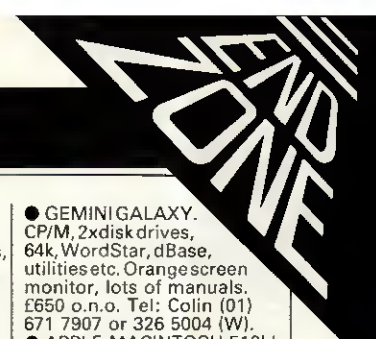 END
ZONE
● GEMINI GALAXY.
CP/M, 2xdisk drives,
64k, WordStar, dBase,
utilities etc. Orange screen
monitor, lots of manuals.
£650 o.n.o. Tel: Colin (01)
671 7907 or 326 5004 (W).